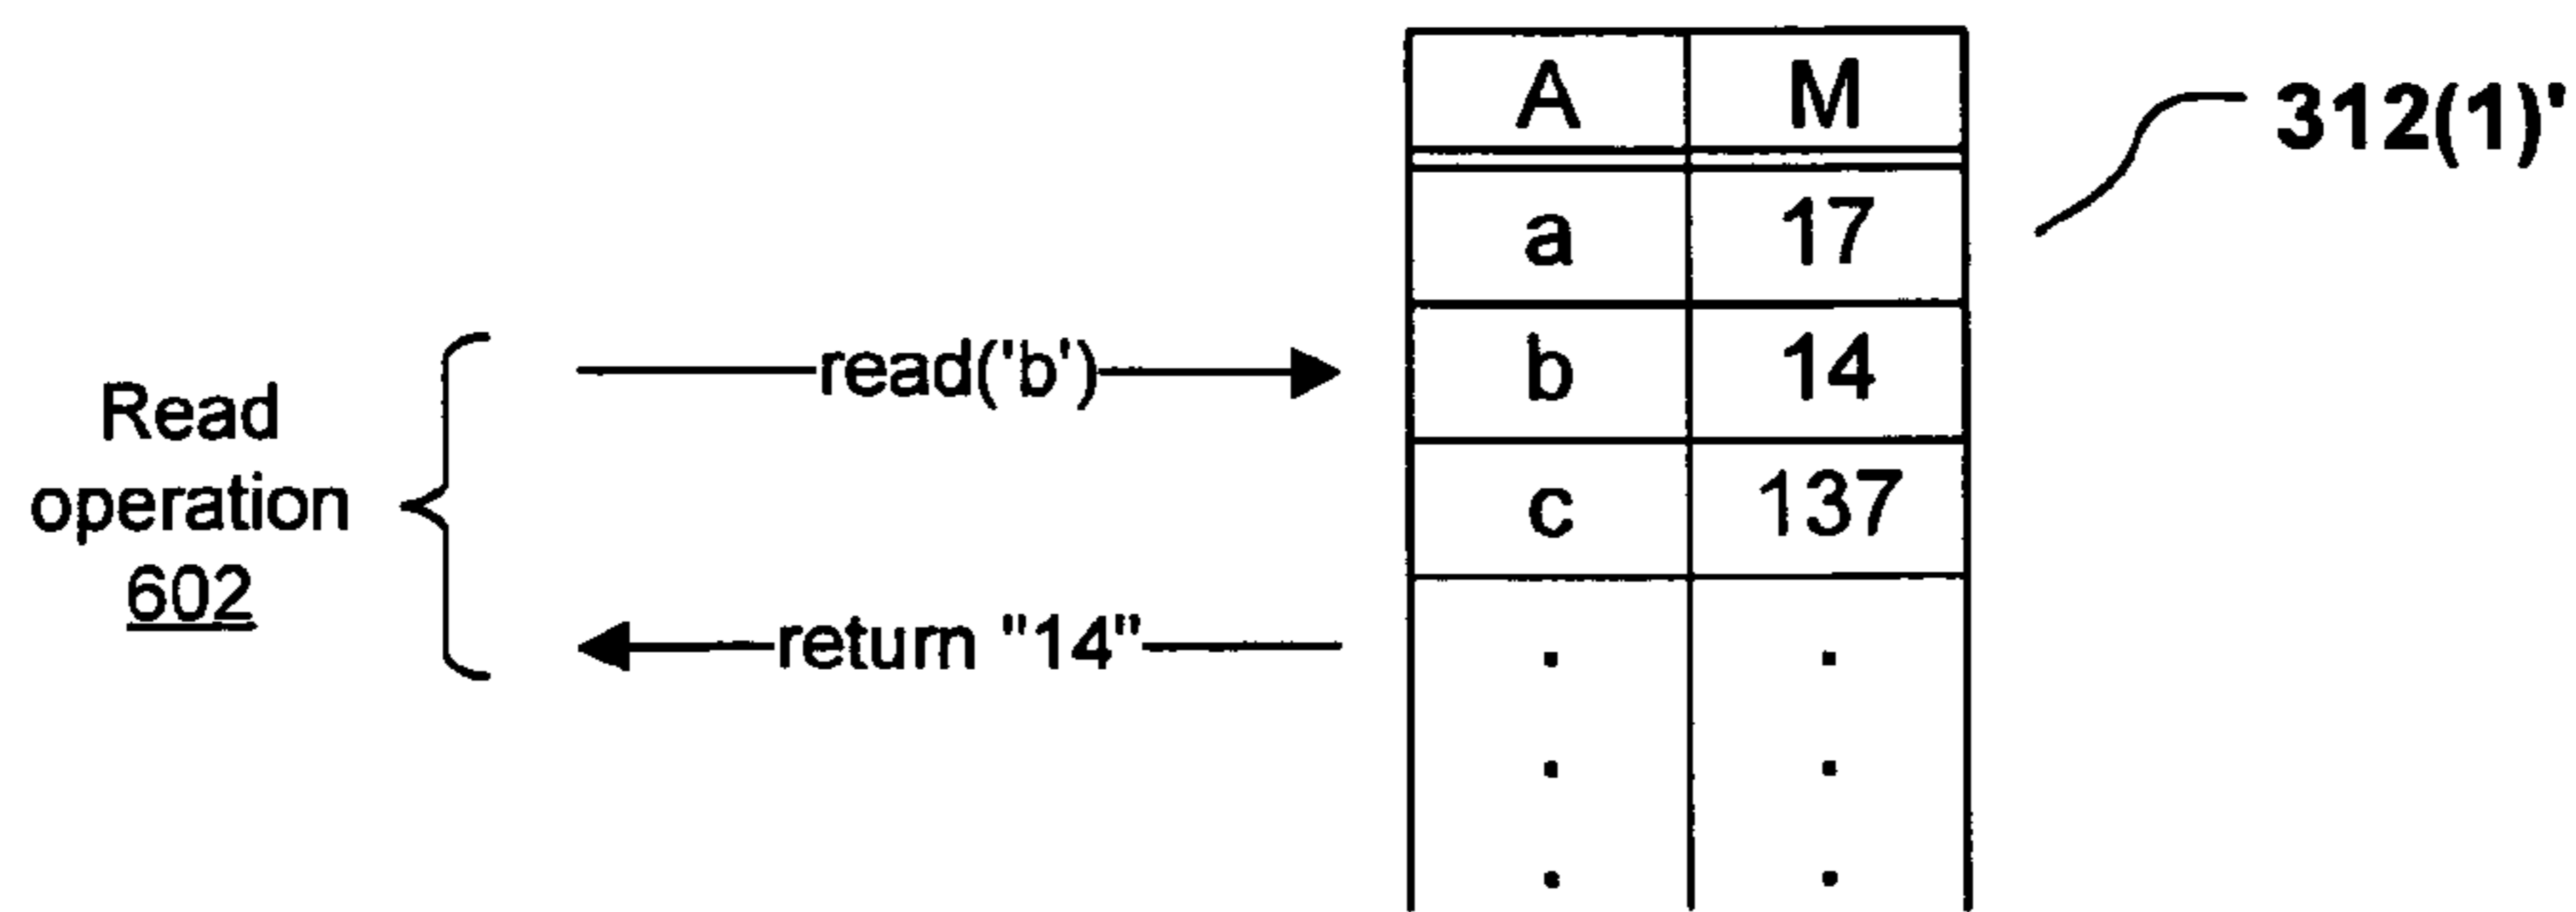 A M
312(1)'
a 17
b 14
c 137
read('b')
return "14"
Read
operation
602